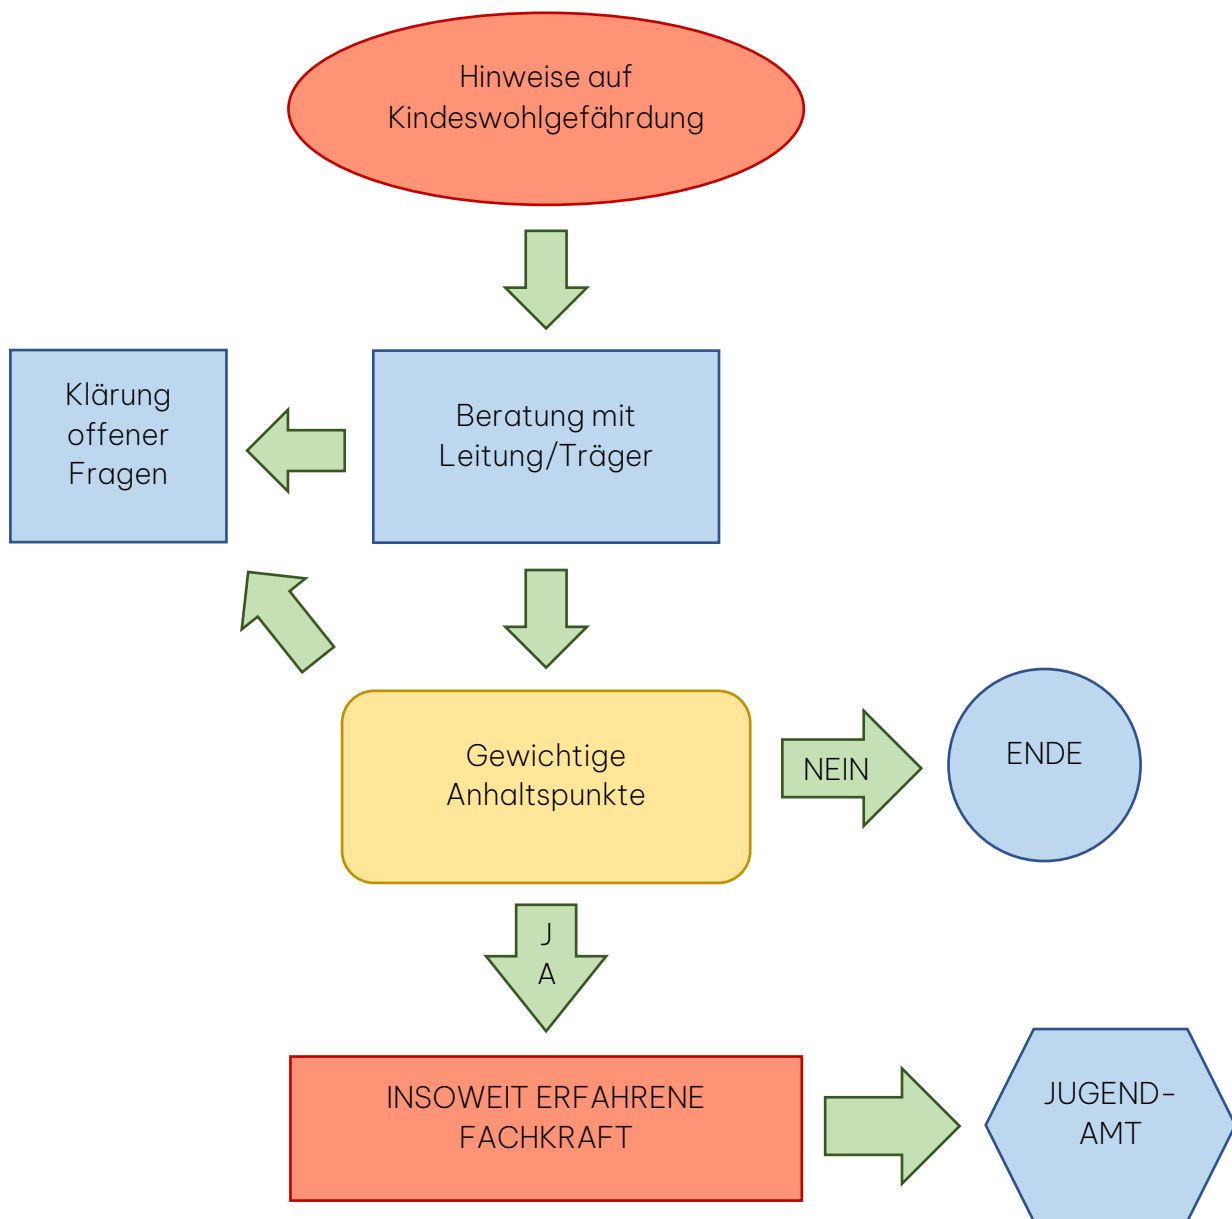 Hinweise auf
Kindeswohlgefährdung
Klärung
offener
Fragen
Beratung mit
Leitung/Träger
Gewichtige
Anhaltspunkte
NEIN
ENDE
J
A
INSOWEIT ERFAHRENE
FACHKRAFT
JUGEND-
AMT